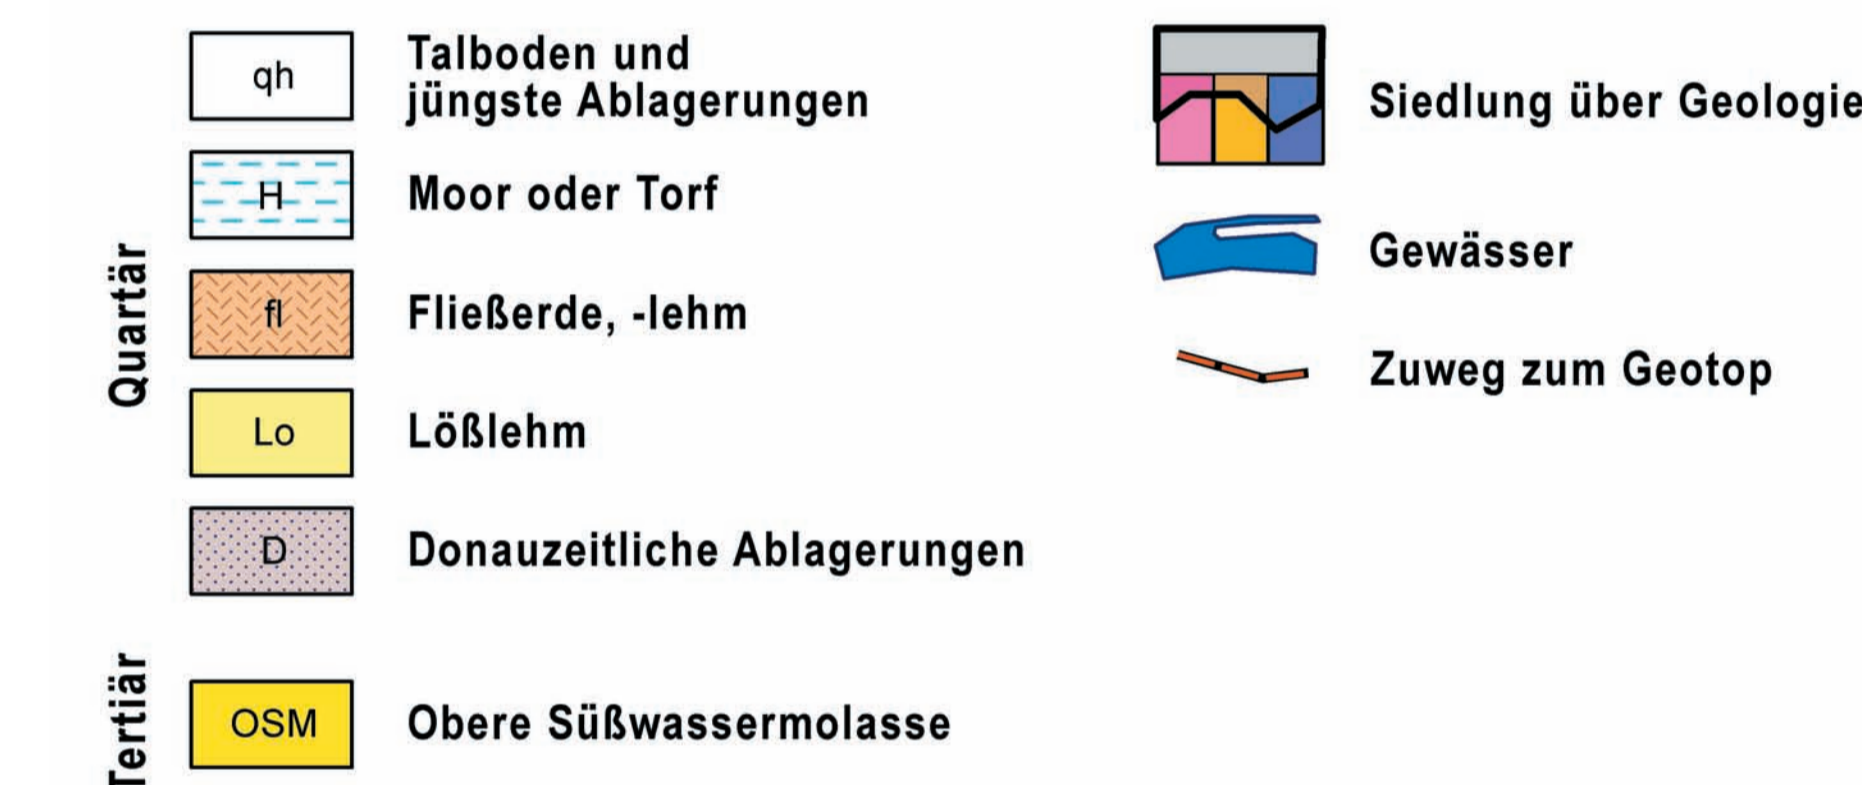 Quartär
qh
Talboden und
jüngste Ablagerungen
H
Moor oder Torf
fl
Fließerde, -lehm
Lo
Lößlehm
D
Donauzeitliche Ablagerungen
Tertiär
OSM
Obere Süßwassermolasse
Siedlung über Geologie
Gewässer
Zuweg zum Geotop